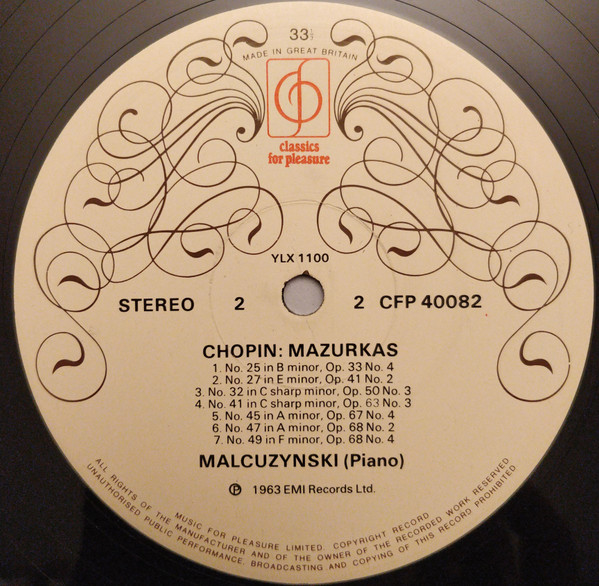 33⅓
MADE IN GREAT BRITAIN
classics
for pleasure
YLX 1100
STEREO 2 2 CFP 40082
CHOPIN: MAZURKAS
1. No. 25 in B minor, Op. 33 No. 4
2. No. 27 in E minor, Op. 41 No. 2
3. No. 32 in C sharp minor, Op. 50 No. 3
4. No. 41 in C sharp minor, Op. 63 No. 3
5. No. 45 in A minor, Op. 67 No. 4
6. No. 47 in A minor, Op. 68 No. 2
7. No. 49 in F minor, Op. 68 No. 4
MALCUZYNSKI (Piano)
℗ 1963 EMI Records Ltd.
MUSIC FOR PLEASURE LIMITED. COPYRIGHT RECORD
ALL RIGHTS OF THE MANUFACTURER AND OF THE OWNER OF THE RECORDED WORK RESERVED
UNAUTHORISED PUBLIC PERFORMANCE, BROADCASTING AND COPYING OF THIS RECORD PROHIBITED